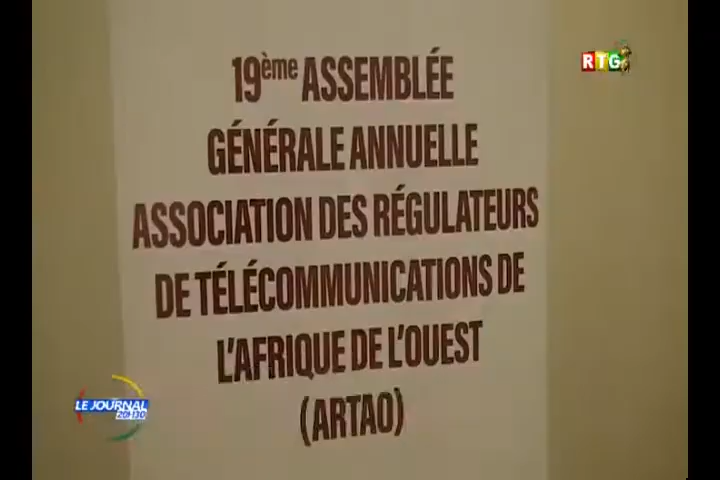 19ème ASSEMBLÉE
GÉNÉRALE ANNUELLE
ASSOCIATION DES RÉGULATEURS
DE TÉLÉCOMMUNICATIONS DE
L'AFRIQUE DE L'OUEST
(ARTAO)
RTG
LE JOURNAL
20H30